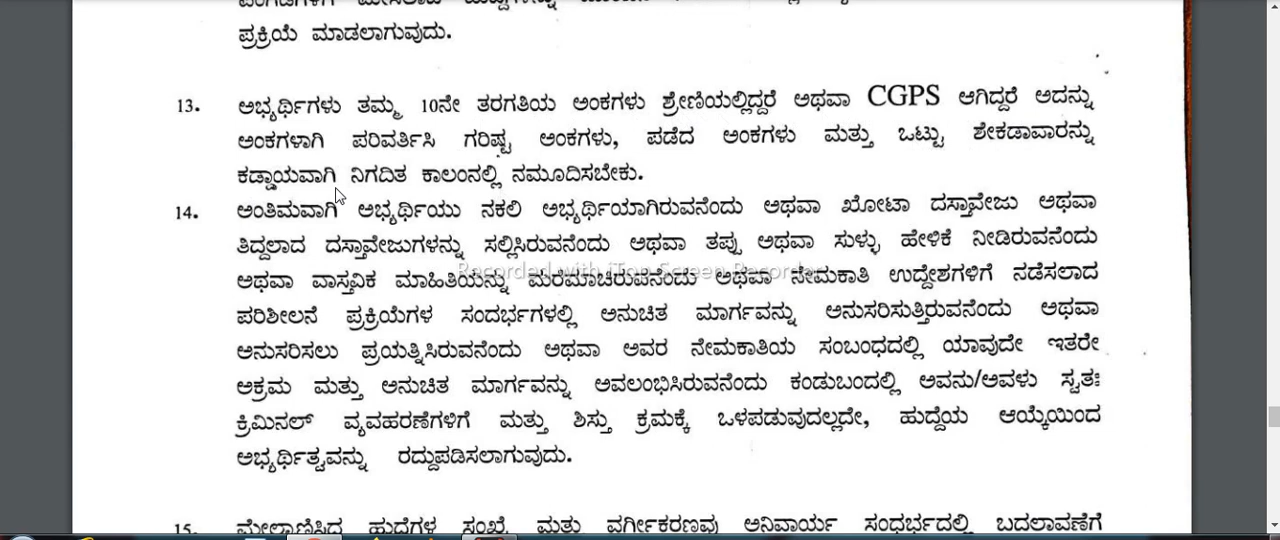 ಪ್ರಕ್ರಿಯೆ ಮಾಡಲಾಗುವುದು.
13. ಅಭ್ಯರ್ಥಿಗಳು ತಮ್ಮ 10ನೇ ತರಗತಿಯ ಅಂಕಗಳು ಶ್ರೇಣಿಯಲ್ಲಿದ್ದರೆ ಅಥವಾ CGPS ಆಗಿದ್ದರೆ ಅದನ್ನು
ಅಂಕಗಳಾಗಿ ಪರಿವರ್ತಿಸಿ ಗರಿಷ್ಟ ಅಂಕಗಳು, ಪಡೆದ ಅಂಕಗಳು ಮತ್ತು ಒಟ್ಟು ಶೇಕಡಾವಾರನ್ನು
ಕಡ್ಡಾಯವಾಗಿ ನಿಗದಿತ ಕಾಲಂನಲ್ಲಿ ನಮೂದಿಸಬೇಕು.
14. ಅಂತಿಮವಾಗಿ ಅಭ್ಯರ್ಥಿಯು ನಕಲಿ ಅಭ್ಯರ್ಥಿಯಾಗಿರುವನೆಂದು ಅಥವಾ ಖೋಟಾ ದಸ್ತಾವೇಜು ಅಥವಾ
ತಿದ್ದಲಾದ ದಸ್ತಾವೇಜುಗಳನ್ನು ಸಲ್ಲಿಸಿರುವನೆಂದು ಅಥವಾ ತಪ್ಪು ಅಥವಾ ಸುಳ್ಳು ಹೇಳಿಕೆ ನೀಡಿರುವನೆಂದು
Recorded with iTop Screen Recorder
ಅಥವಾ ವಾಸ್ತವಿಕ ಮಾಹಿತಿಯನ್ನು ಮರೆಮಾಚಿರುವನೆಂದು ಅಥವಾ ನೇಮಕಾತಿ ಉದ್ದೇಶಗಳಿಗೆ ನಡೆಸಲಾದ
ಪರಿಶೀಲನೆ ಪ್ರಕ್ರಿಯೆಗಳ ಸಂದರ್ಭಗಳಲ್ಲಿ ಅನುಚಿತ ಮಾರ್ಗವನ್ನು ಅನುಸರಿಸುತ್ತಿರುವನೆಂದು ಅಥವಾ
ಅನುಸರಿಸಲು ಪ್ರಯತ್ನಿಸಿರುವನೆಂದು ಅಥವಾ ಅವರ ನೇಮಕಾತಿಯ ಸಂಬಂಧದಲ್ಲಿ ಯಾವುದೇ ಇತರೇ
ಅಕ್ರಮ ಮತ್ತು ಅನುಚಿತ ಮಾರ್ಗವನ್ನು ಅವಲಂಭಿಸಿರುವನೆಂದು ಕಂಡುಬಂದಲ್ಲಿ ಅವನು/ಅವಳು ಸ್ವತಃ
ಕ್ರಿಮಿನಲ್ ವ್ಯವಹರಣೆಗಳಿಗೆ ಮತ್ತು ಶಿಸ್ತು ಕ್ರಮಕ್ಕೆ ಒಳಪಡುವುದಲ್ಲದೇ, ಹುದ್ದೆಯ ಆಯ್ಕೆಯಿಂದ
ಅಭ್ಯರ್ಥಿತ್ವವನ್ನು ರದ್ದುಪಡಿಸಲಾಗುವುದು.
15. ಮೇಲ್ಕಾಣಿಸಿದ ಹುದ್ದೆಗಳ ಸಂಖ್ಯೆ ಮತ್ತು ವರ್ಗೀಕರಣವು ಅನಿವಾರ್ಯ ಸಂದರ್ಭದಲ್ಲಿ ಬದಲಾವಣೆಗೆ